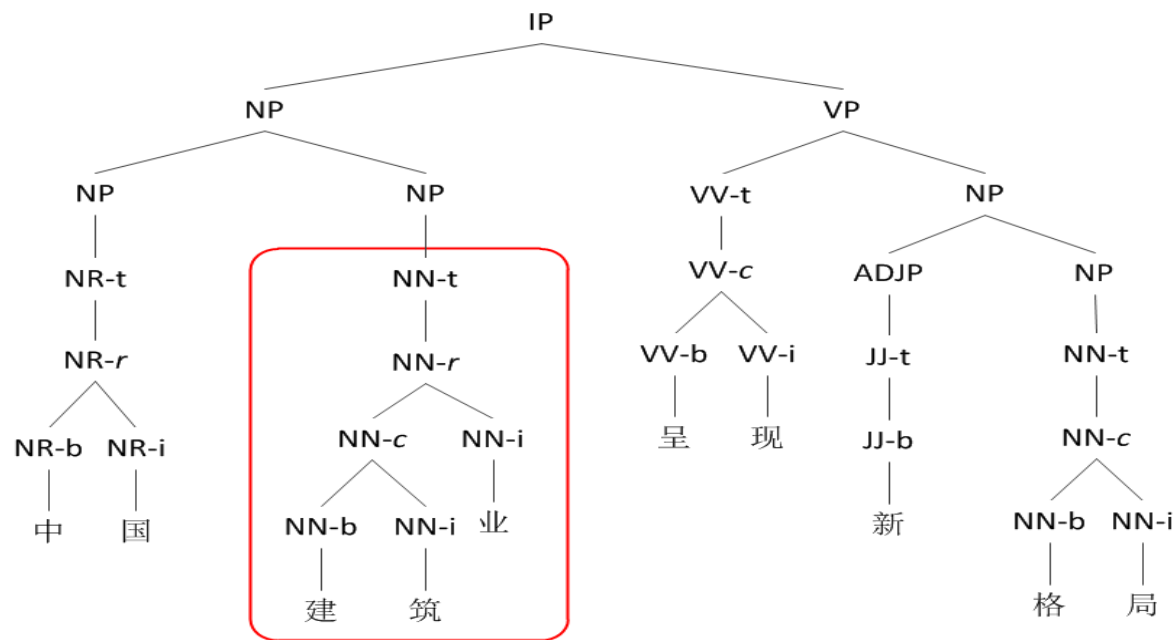 IP
NP VP
NP NP VV-t NP
NR-t NN-t VV-c ADJP NP
NR-r NN-r VV-b VV-i JJ-t NN-t
NR-b NR-i NN-c NN-i 呈 现 JJ-b NN-c
中 国 NN-b NN-i 业 新 NN-b NN-i
建 筑 格 局